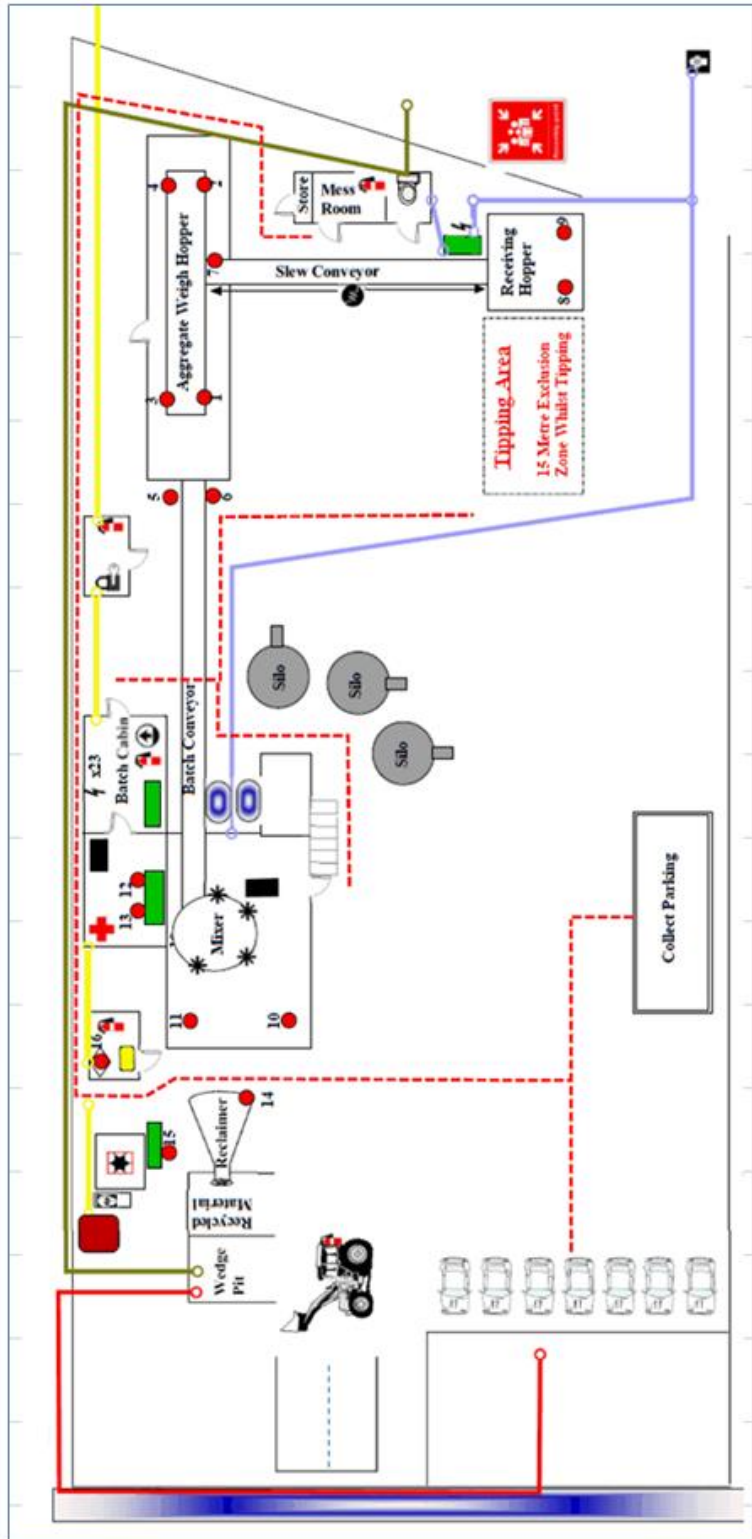 Store
Mess
Room
4
3
1
7
Aggregate Weigh Hopper
Slew Conveyor
Receiving
Hopper
9
8
Tipping Area
15 Metre Exclusion
Zone Whilst Tipping
5
6
Batch Conveyor
x23
Batch Cabin
Silo
Silo
Silo
12
13
Mixer
11
10
16
Collect Parking
14
15
Reclaimer
Recycled
Material
Wedge
Pit